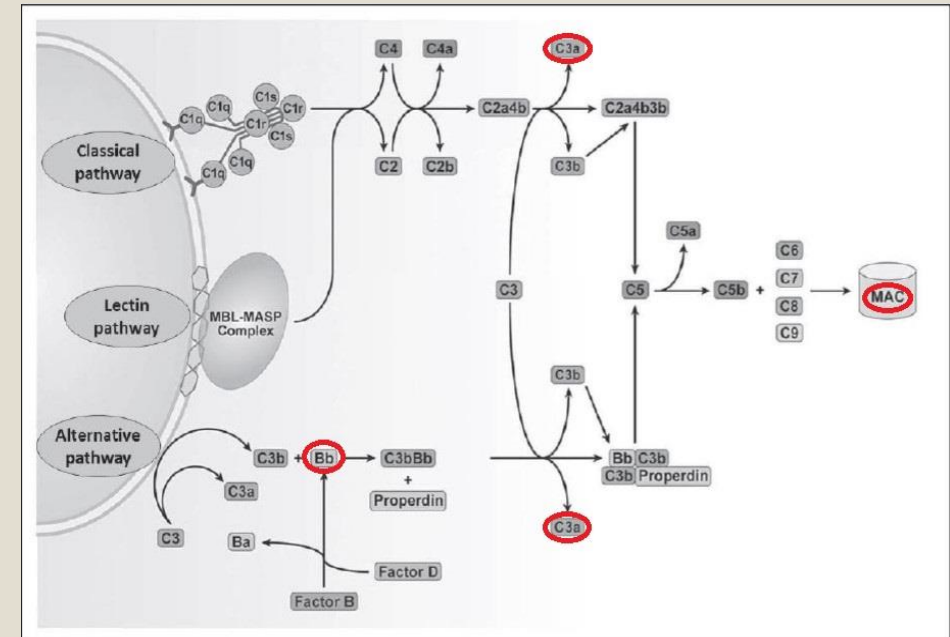 C4
C4a
C3a
C1q
C1s
C1r
C2a4b
C2a4b3b
C1q
C1r
C1s
Classical
pathway
C1q
C1q
C2
C2b
C3b
C5a
C6
Lectin
pathway
MBL-MASP
Complex
C3
C5
C5b
+
C7
C8
C9
MAC
C3b
Alternative
pathway
C3b
+
Bb
C3bBb
+
Properdin
Bb
C3b
C3b
Properdin
C3a
C3
Ba
C3a
Factor D
Factor B